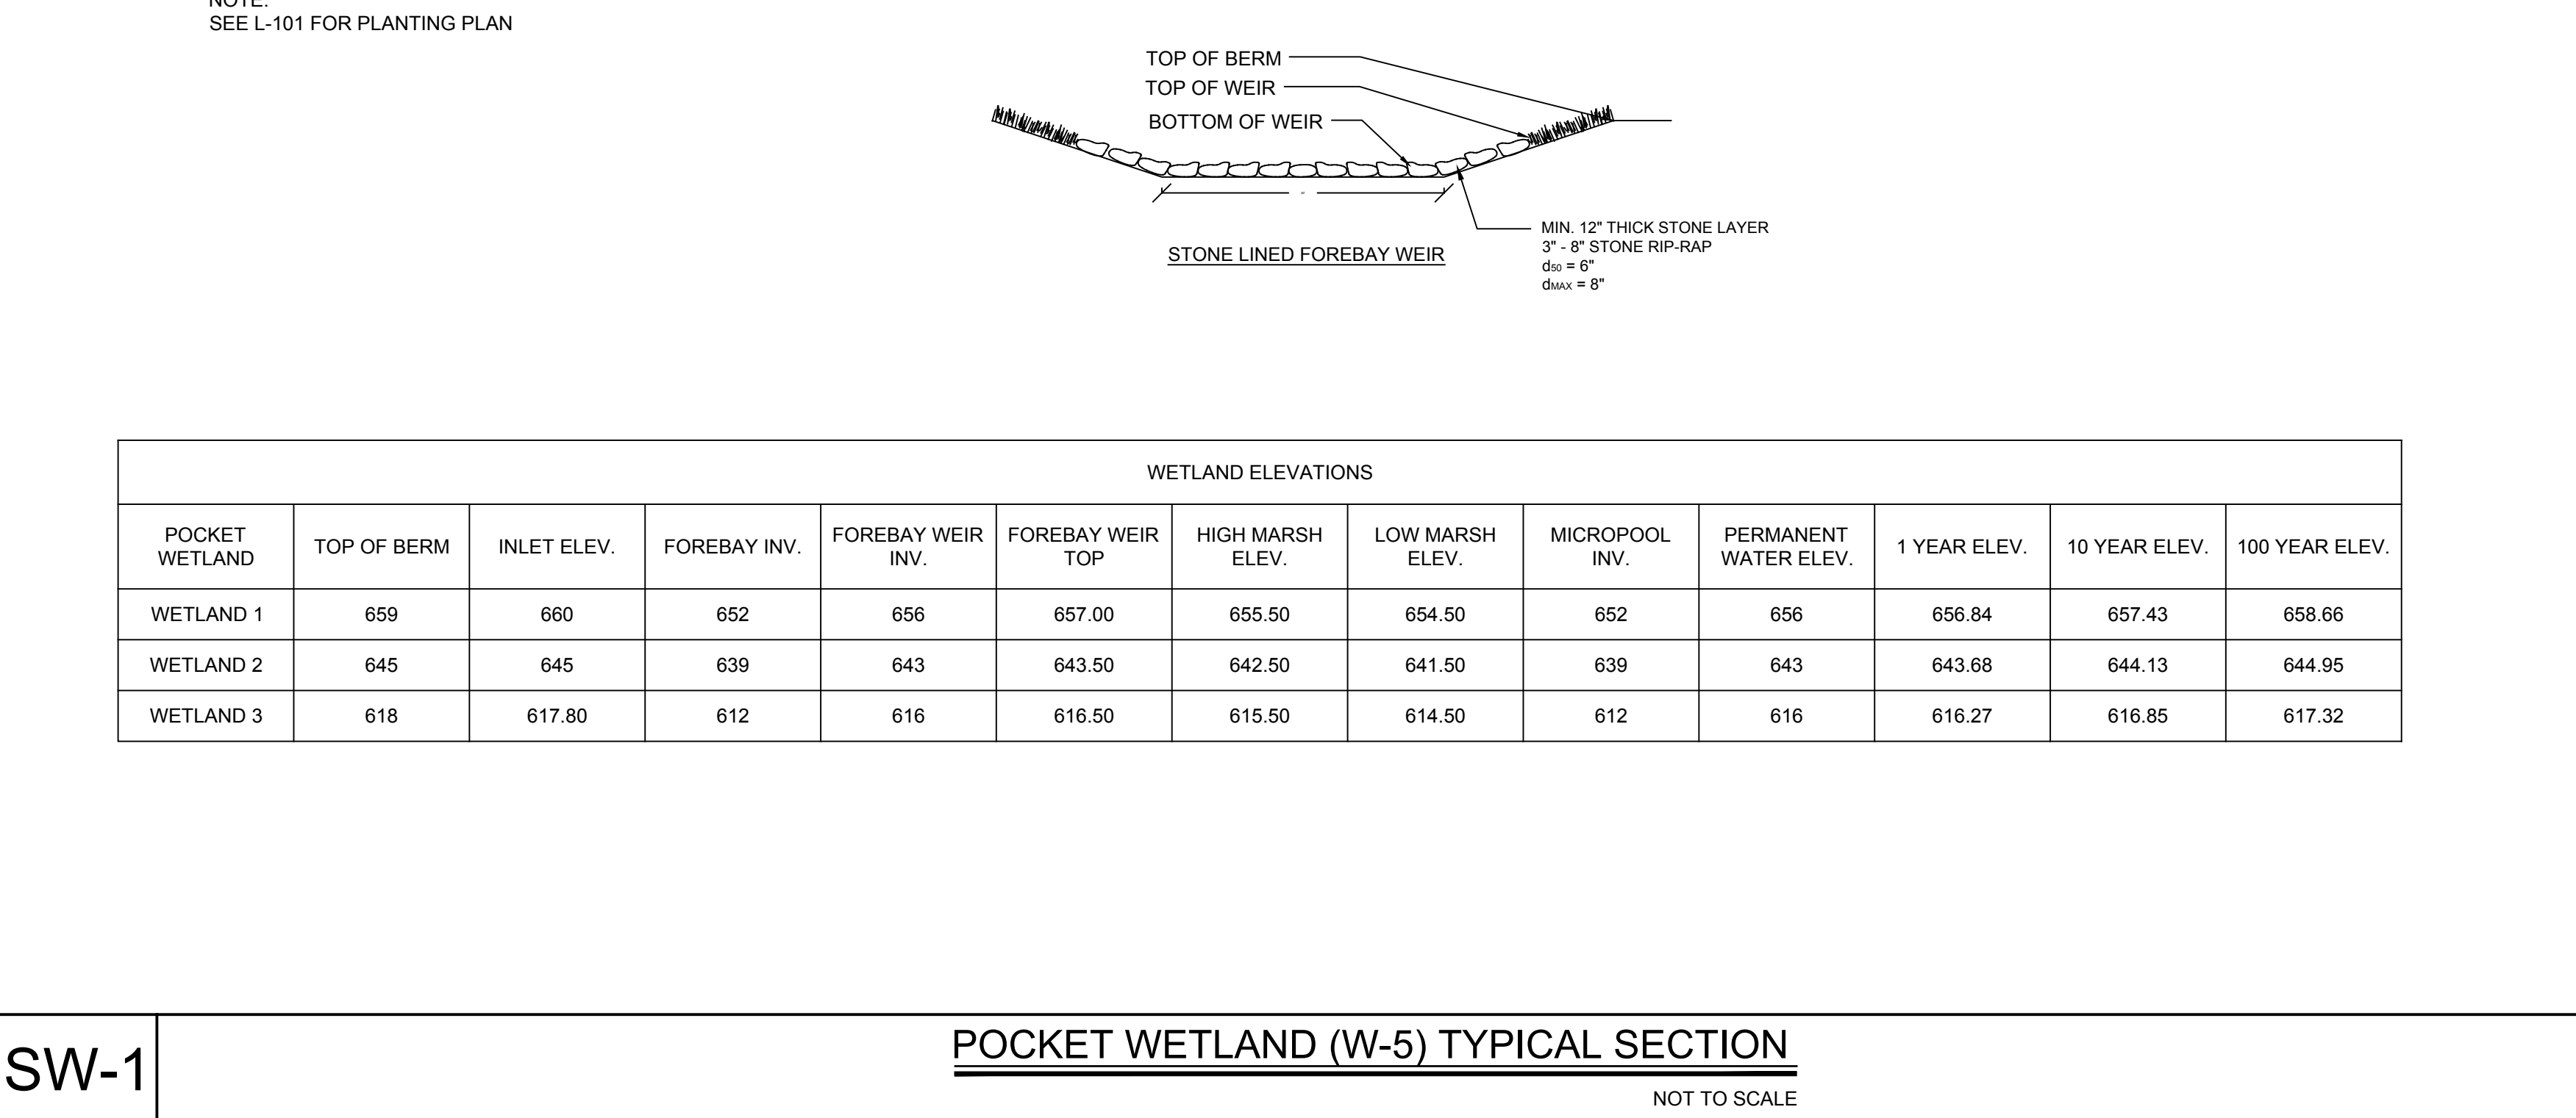 NOTE:
SEE L-101 FOR PLANTING PLAN
TOP OF BERM
TOP OF WEIR
BOTTOM OF WEIR
MIN. 12" THICK STONE LAYER
3" - 8" STONE RIP-RAP
d50 = 6"
dMAX = 8"
STONE LINED FOREBAY WEIR
WETLAND ELEVATIONS
POCKET WETLAND TOP OF BERM INLET ELEV. FOREBAY INV. FOREBAY WEIR INV. FOREBAY WEIR TOP HIGH MARSH ELEV. LOW MARSH ELEV. MICROPOOL INV. PERMANENT WATER ELEV. 1 YEAR ELEV. 10 YEAR ELEV. 100 YEAR ELEV.
WETLAND 1 659 660 652 656 657.00 655.50 654.50 652 656 656.84 657.43 658.66
WETLAND 2 645 645 639 643 643.50 642.50 641.50 639 643 643.68 644.13 644.95
WETLAND 3 618 617.80 612 616 616.50 615.50 614.50 612 616 616.27 616.85 617.32
SW-1
POCKET WETLAND (W-5) TYPICAL SECTION
NOT TO SCALE